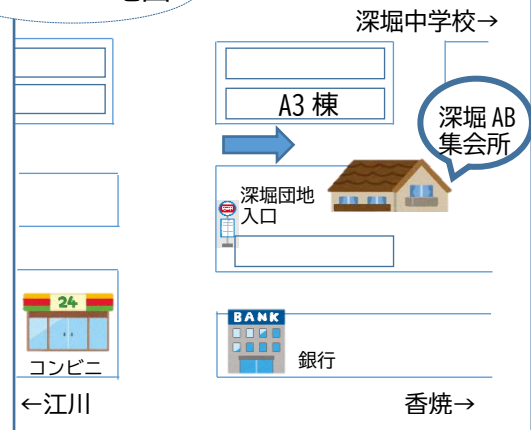 深堀中学校→
A3 棟
深堀 AB
集会所
深堀団地
入口
24
コンビニ
BANK
銀行
←江川
香焼→